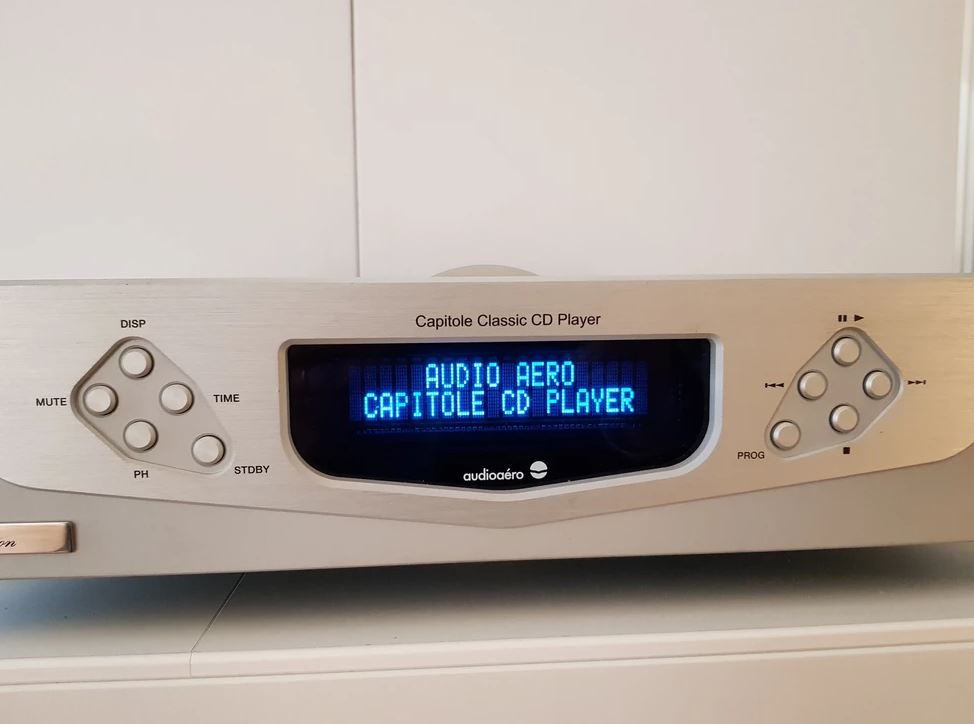 Capitole Classic CD Player
DISP
MUTE
TIME
PH
STDBY
AUDIO AERO
CAPITOLE CD PLAYER
audioaéro
PROG